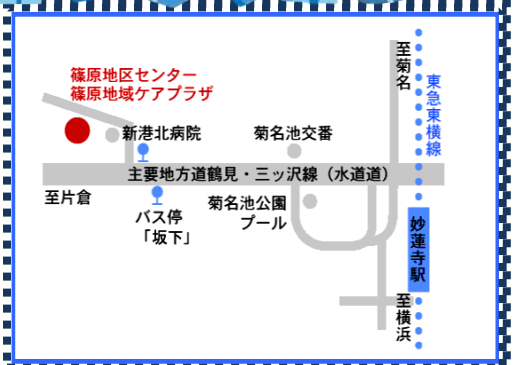 至菊名
東急東横線
篠原地区センター
篠原地域ケアプラザ
新港北病院
菊名池交番
主要地方道鶴見・三ッ沢線（水道道）
至片倉
バス停
「坂下」
菊名池公園
プール
妙蓮寺駅
至横浜